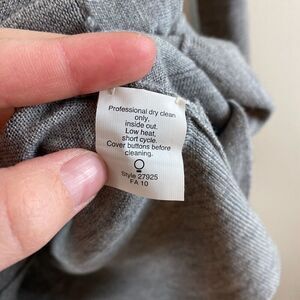 Professional dry clean
only,
inside out.
Low heat,
short cycle.
Cover buttons before
cleaning.
Style 27925
FA 10